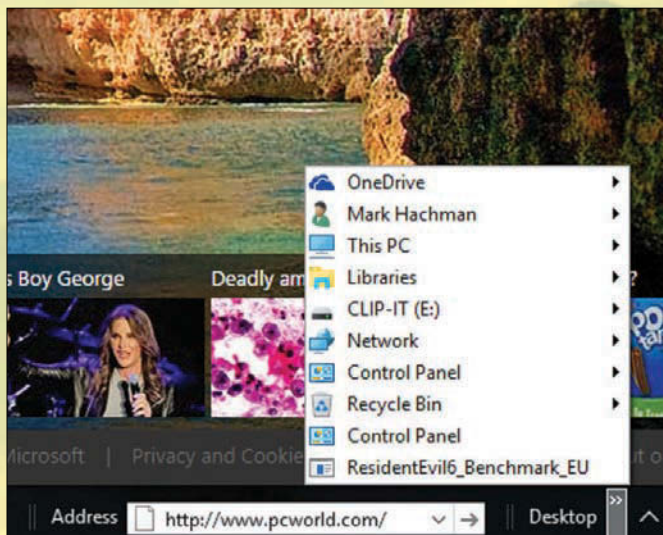 OneDrive
Mark Hachman
This PC
s Boy George
Deadly am
Libraries
?
CLIP-IT (E:)
Network
Control Panel
Recycle Bin
Control Panel
Microsoft | Privacy and Cookie
ResidentEvil6_Benchmark_EU
Address http://www.pcworld.com/ Desktop